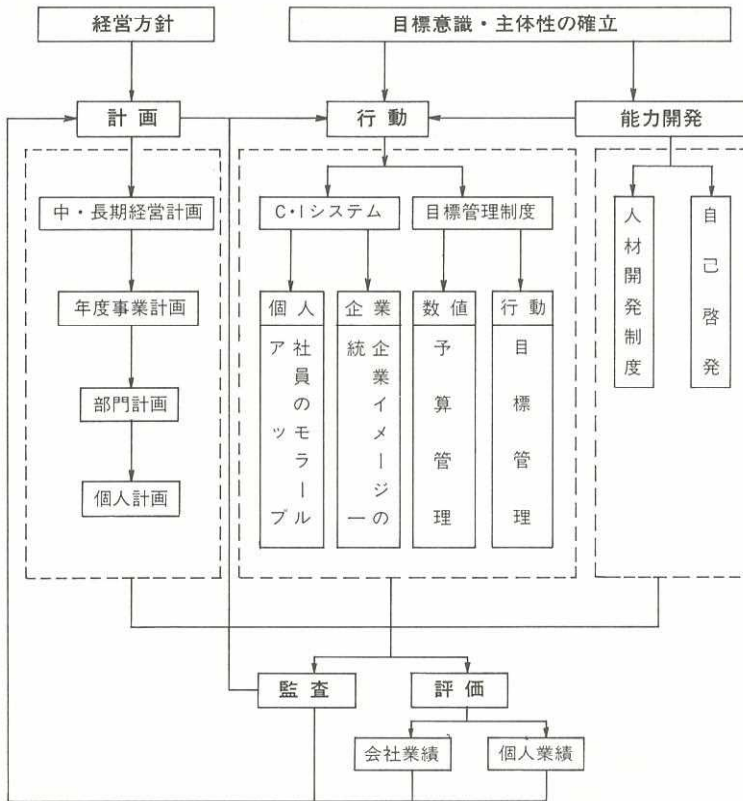 経営方針
目標意識・主体性の確立
計画
行動
能力開発
中・長期経営計画
年度事業計画
部門計画
個人計画
C・Iシステム
目標管理制度
個人
社員のモラール
アップ
企業
企業イメージの
統一
数値
予算管理
行動
目標管理
人材開発制度
自己啓発
監査
評価
会社業績
個人業績